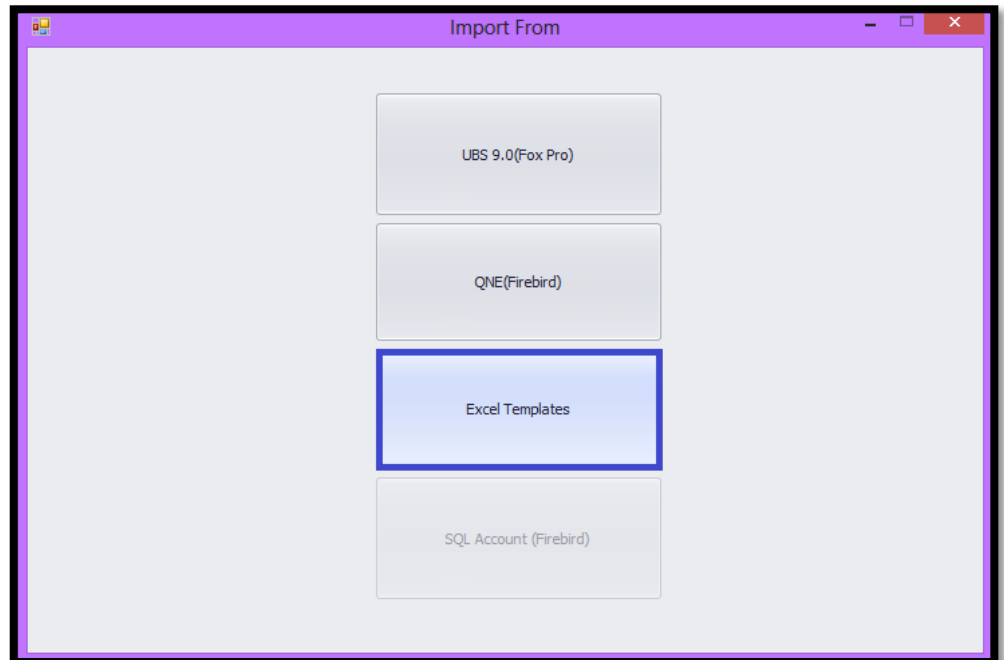 Import From
UBS 9.0(Fox Pro)
QNE(Firebird)
Excel Templates
SQL Account (Firebird)